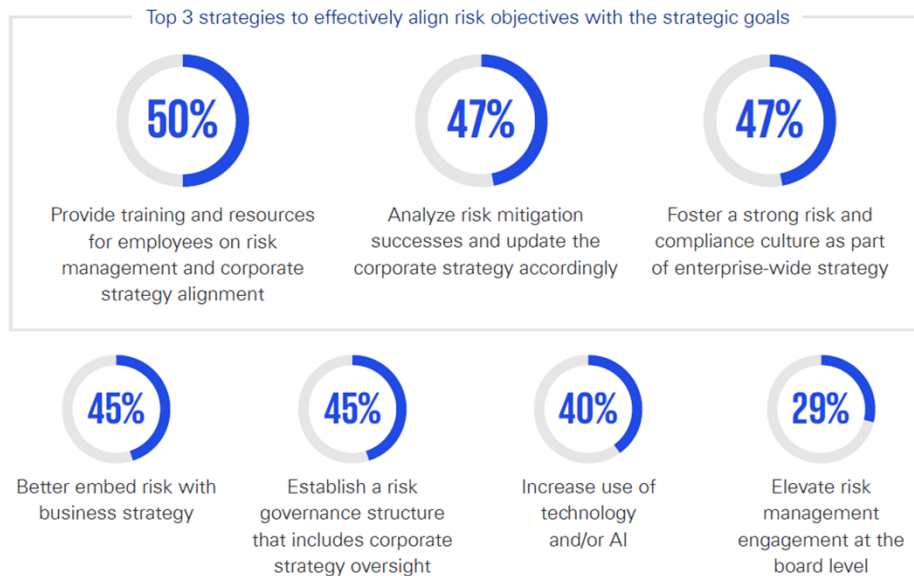 Top 3 strategies to effectively align risk objectives with the strategic goals
50%
Provide training and resources
for employees on risk
management and corporate
strategy alignment
47%
Analyze risk mitigation
successes and update the
corporate strategy accordingly
47%
Foster a strong risk and
compliance culture as part
of enterprise-wide strategy
45%
Better embed risk with
business strategy
45%
Establish a risk
governance structure
that includes corporate
strategy oversight
40%
Increase use of
technology
and/or AI
29%
Elevate risk
management
engagement at the
board level